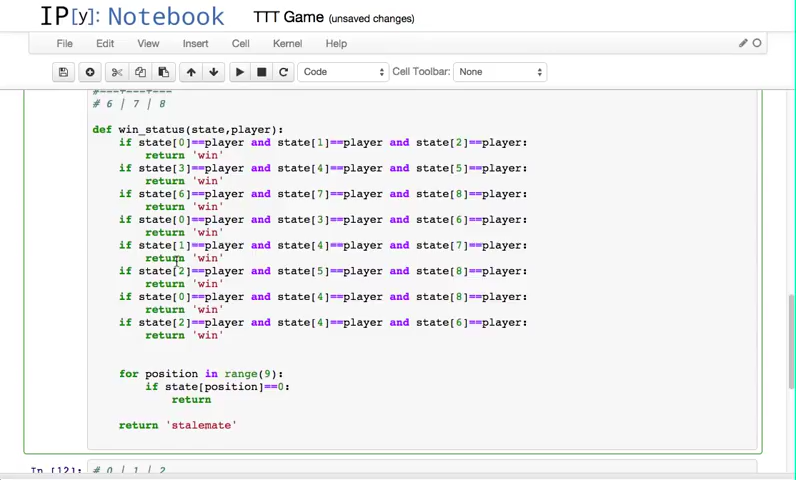 IP[y]: Notebook TTT Game (unsaved changes)
File Edit View Insert Cell Kernel Help
Code Cell Toolbar: None
#---+---+---
# 6 | 7 | 8
def win_status(state,player):
if state[0]==player and state[1]==player and state[2]==player:
return 'win'
if state[3]==player and state[4]==player and state[5]==player:
return 'win'
if state[6]==player and state[7]==player and state[8]==player:
return 'win'
if state[0]==player and state[3]==player and state[6]==player:
return 'win'
if state[1]==player and state[4]==player and state[7]==player:
return 'win'
if state[2]==player and state[5]==player and state[8]==player:
return 'win'
if state[0]==player and state[4]==player and state[8]==player:
return 'win'
if state[2]==player and state[4]==player and state[6]==player:
return 'win'
for position in range(9):
if state[position]==0:
return
return 'stalemate'
In [12]: # 0 | 1 | 2